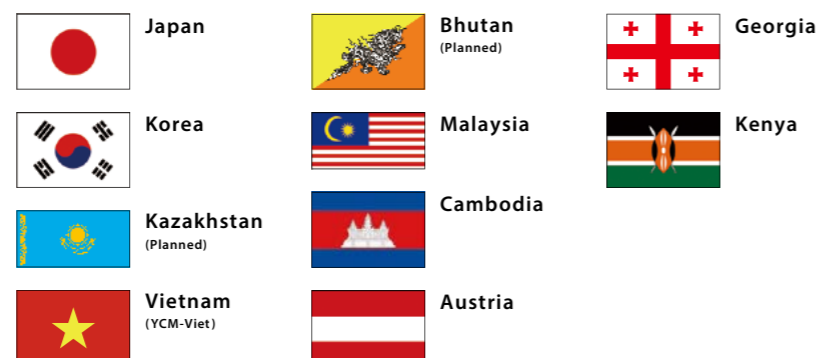 Japan
Korea
Kazakhstan
(Planned)
Vietnam
(YCM-Viet)
Bhutan
(Planned)
Malaysia
Cambodia
Austria
Georgia
Kenya